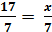 17/7 = x/7